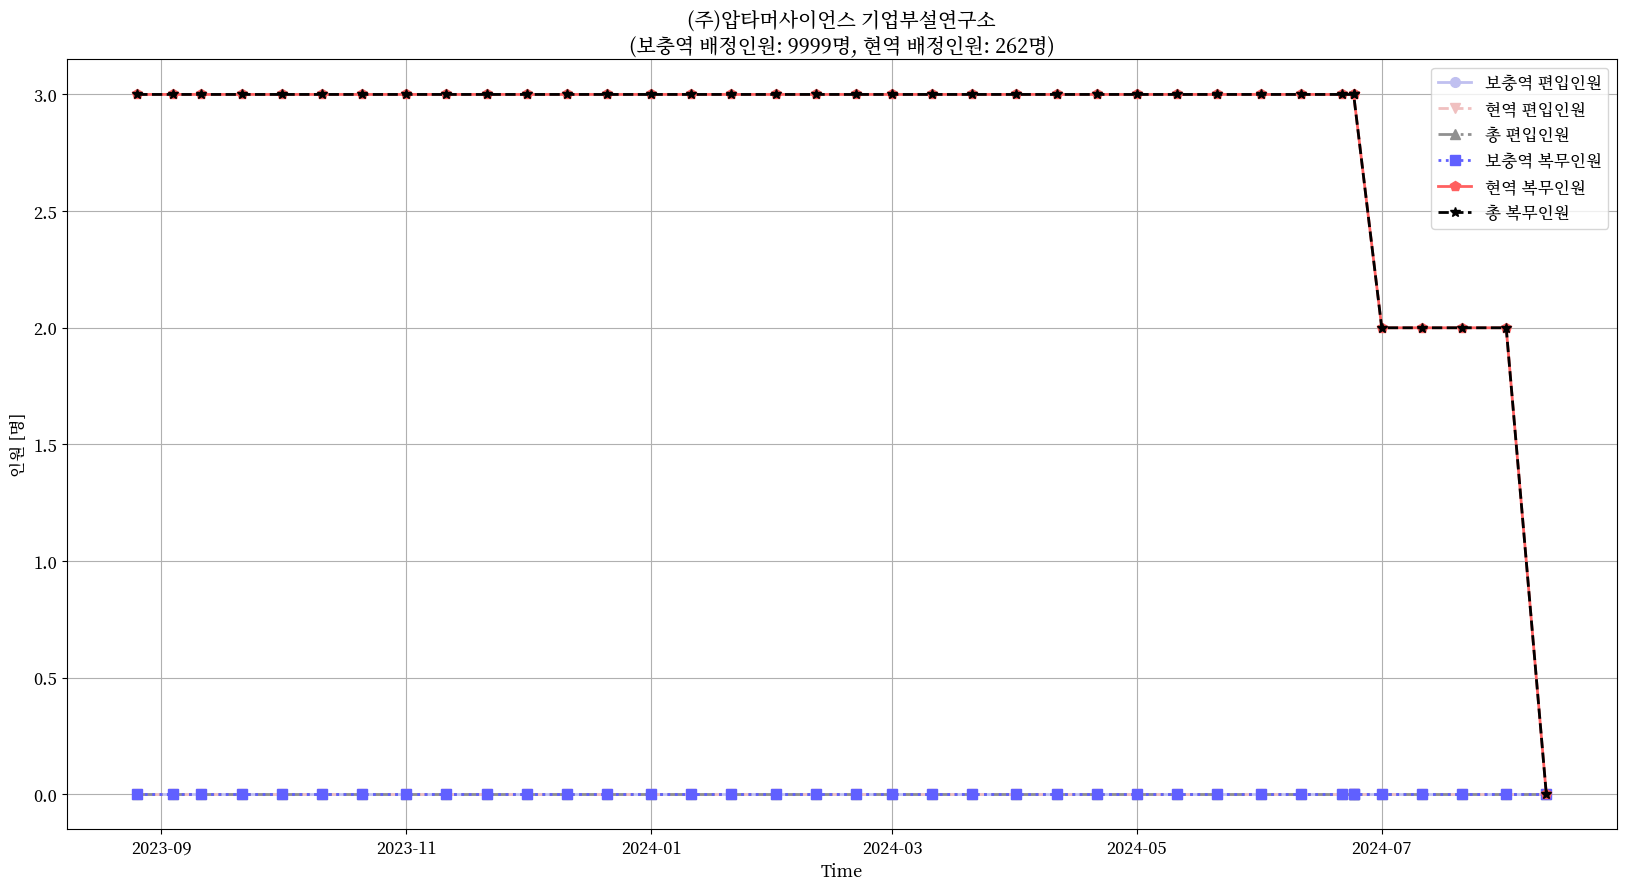 (주)압타머사이언스 기업부설연구소
(보충역 배정인원: 9999명, 현역 배정인원: 262명)
보충역 편입인원
현역 편입인원
총 편입인원
보충역 복무인원
현역 복무인원
총 복무인원
인원 [명]
3.0
2.5
2.0
1.5
1.0
0.5
0.0
2023-09
2023-11
2024-01
2024-03
2024-05
2024-07
Time